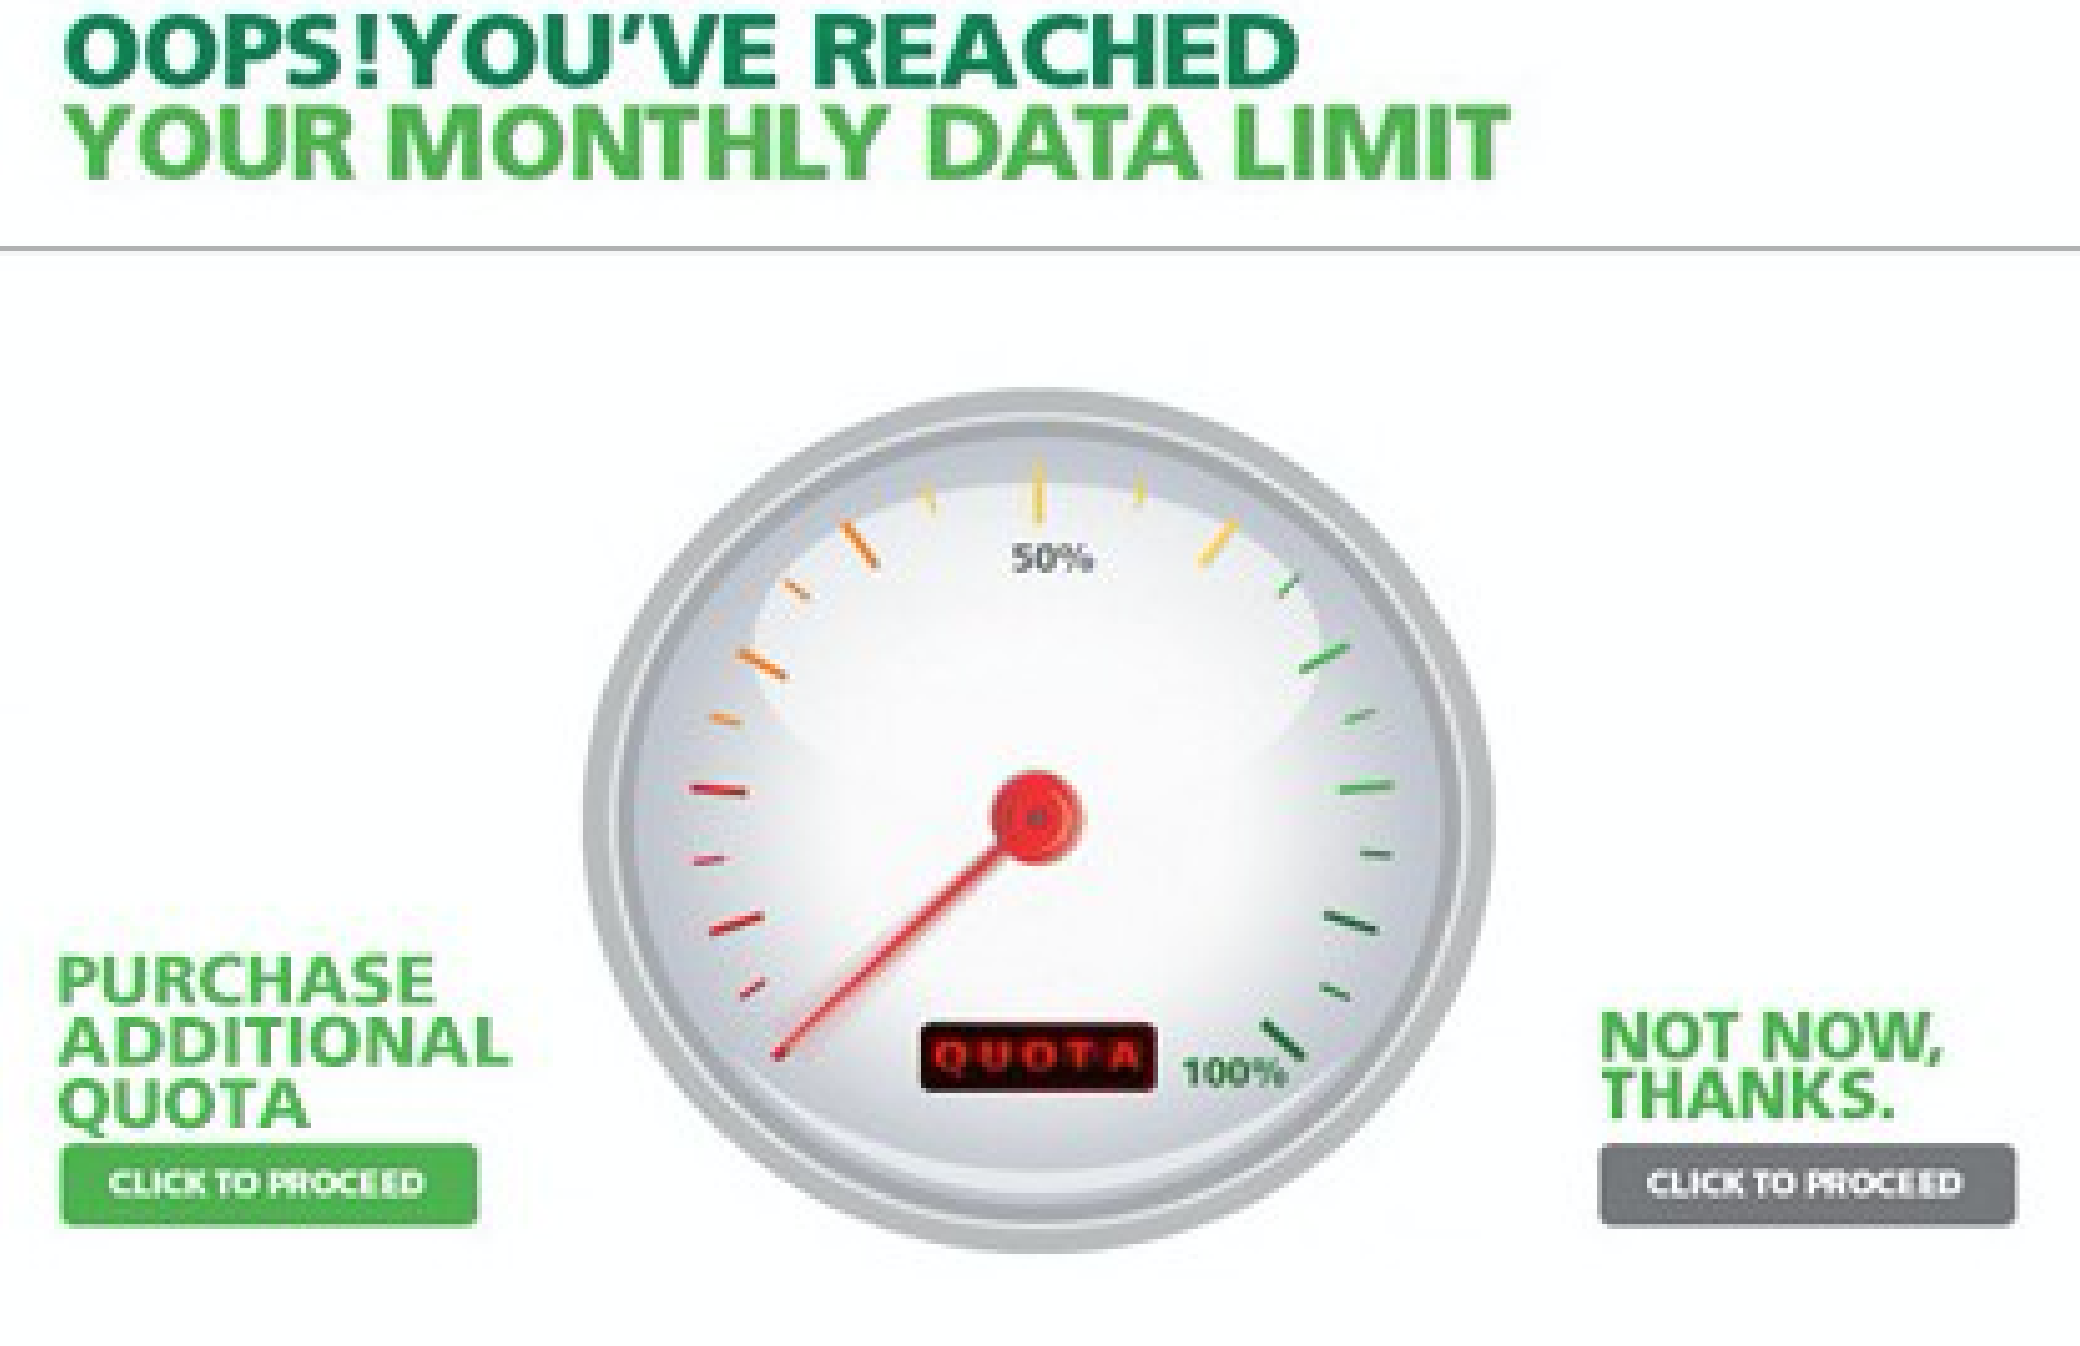 OOPS!YOU'VE REACHED
YOUR MONTHLY DATA LIMIT
50%
QUOTA
100%
PURCHASE
ADDITIONAL
QUOTA
CLICK TO PROCEED
NOT NOW,
THANKS.
CLICK TO PROCEED